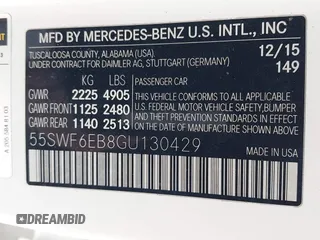 MFD BY MERCEDES-BENZ U.S. INTL., INC
TUSCALOOSA COUNTY, ALABAMA (USA)
UNDER CONTRACT FOR DAIMLER AG, STUTTGART (GERMANY)
12/15
149
KG LBS
GVWR 2225 4905
GAWR FRONT 1125 2480
GAWR REAR 1140 2513
PASSENGER CAR
THIS VEHICLE CONFORMS TO ALL
APPLICABLE U.S. FEDERAL MOTOR
VEHICLE SAFETY, BUMPER AND THEFT
PREVENTION STANDARDS IN EFFECT ON
THE DATE OF MANUFACTURE SHOWN ABOVE
55SWF6EB8GU130429
DREAMBID